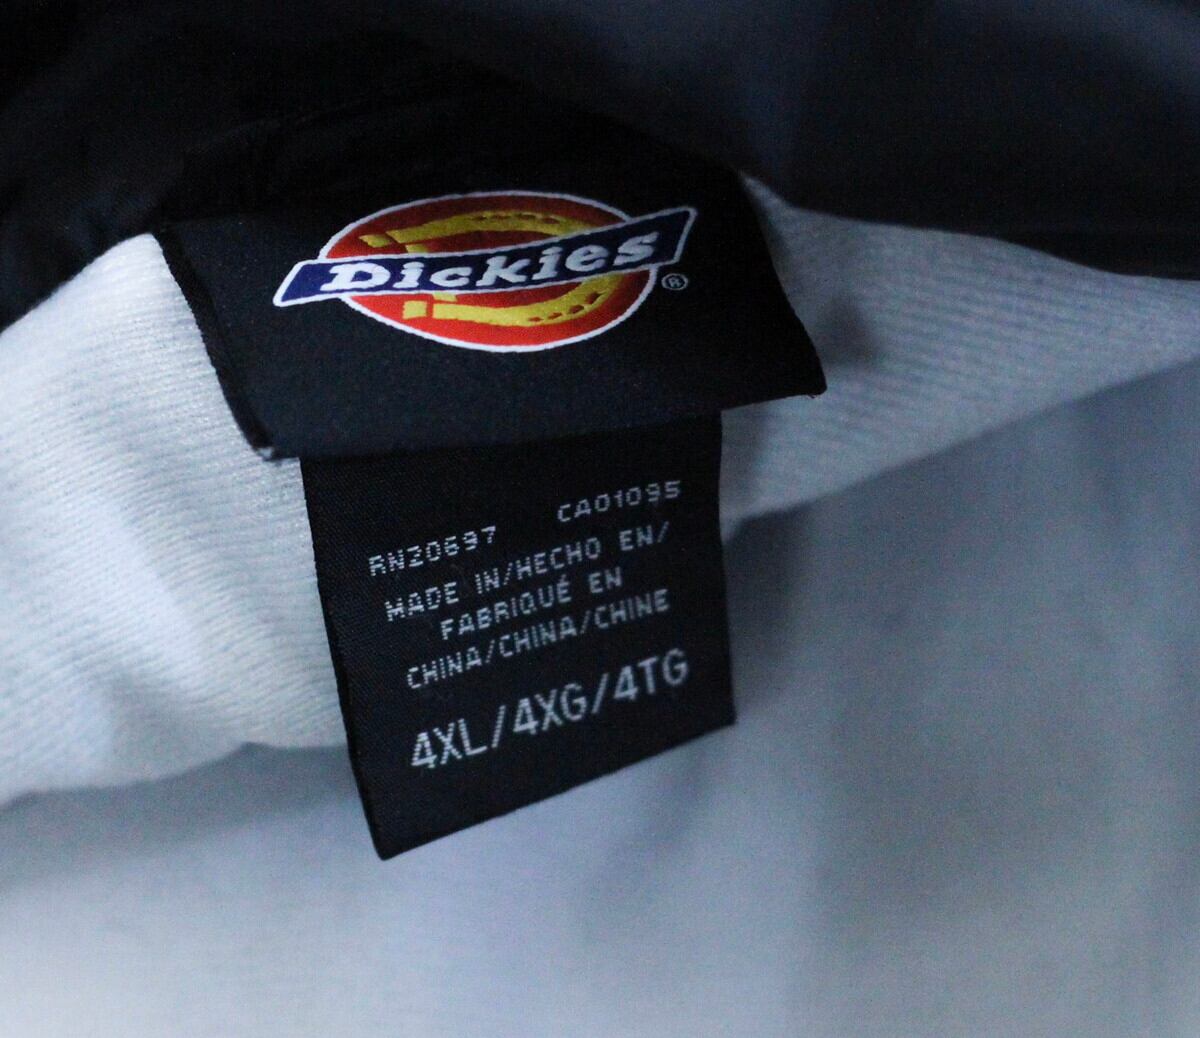 Dickies
®
RN20697 CA01095
MADE IN/HECHO EN/
FABRIQUÉ EN
CHINA/CHINA/CHINE
4XL/4XG/4TG